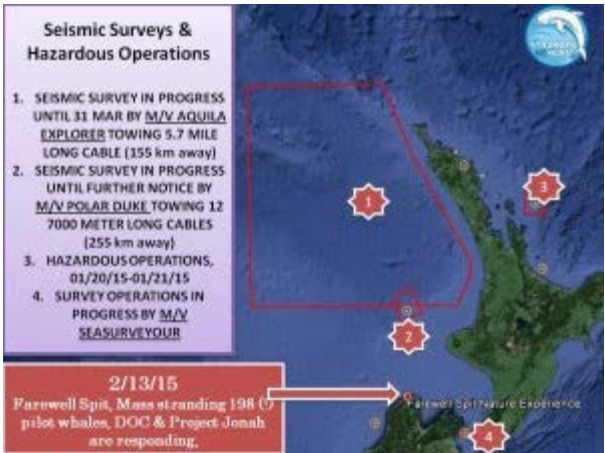 Seismic Surveys &
Hazardous Operations
1. SEISMIC SURVEY IN PROGRESS
UNTIL 31 MAR BY M/V AQUILA
EXPLORER TOWING 5.7 MILE
LONG CABLE (155 km away)
2. SEISMIC SURVEY IN PROGRESS
UNTIL FURTHER NOTICE BY
M/V POLAR DUKE TOWING 12
7000 METER LONG CABLES
(255 km away)
3. HAZARDOUS OPERATIONS,
01/20/15-01/21/15
4. SURVEY OPERATIONS IN
PROGRESS BY M/V
SEASURVEYOUR
1
3
2
4
2/13/15
Farewell Spit, Mass stranding 198 (!)
pilot whales, DOC & Project Jonah
are responding,
Farewell Spit Nature Experience